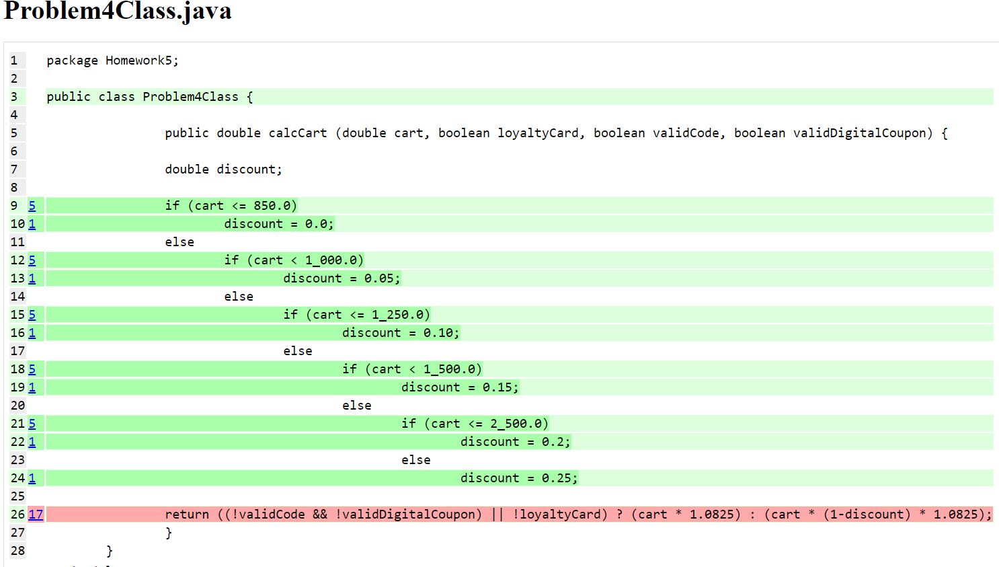 Problem4Class.java
1 package Homework5;
2
3 public class Problem4Class {
4
5 public double calcCart (double cart, boolean loyaltyCard, boolean validCode, boolean validDigitalCoupon) {
6
7 double discount;
8
9 5 if (cart <= 850.0)
10 1 discount = 0.0;
11 else
12 5 if (cart < 1_000.0)
13 1 discount = 0.05;
14 else
15 5 if (cart <= 1_250.0)
16 1 discount = 0.10;
17 else
18 5 if (cart < 1_500.0)
19 1 discount = 0.15;
20 else
21 5 if (cart <= 2_500.0)
22 1 discount = 0.2;
23 else
24 1 discount = 0.25;
25
26 17 return ((!validCode && !validDigitalCoupon) || !loyaltyCard) ? (cart * 1.0825) : (cart * (1-discount) * 1.0825);
27 }
28 }